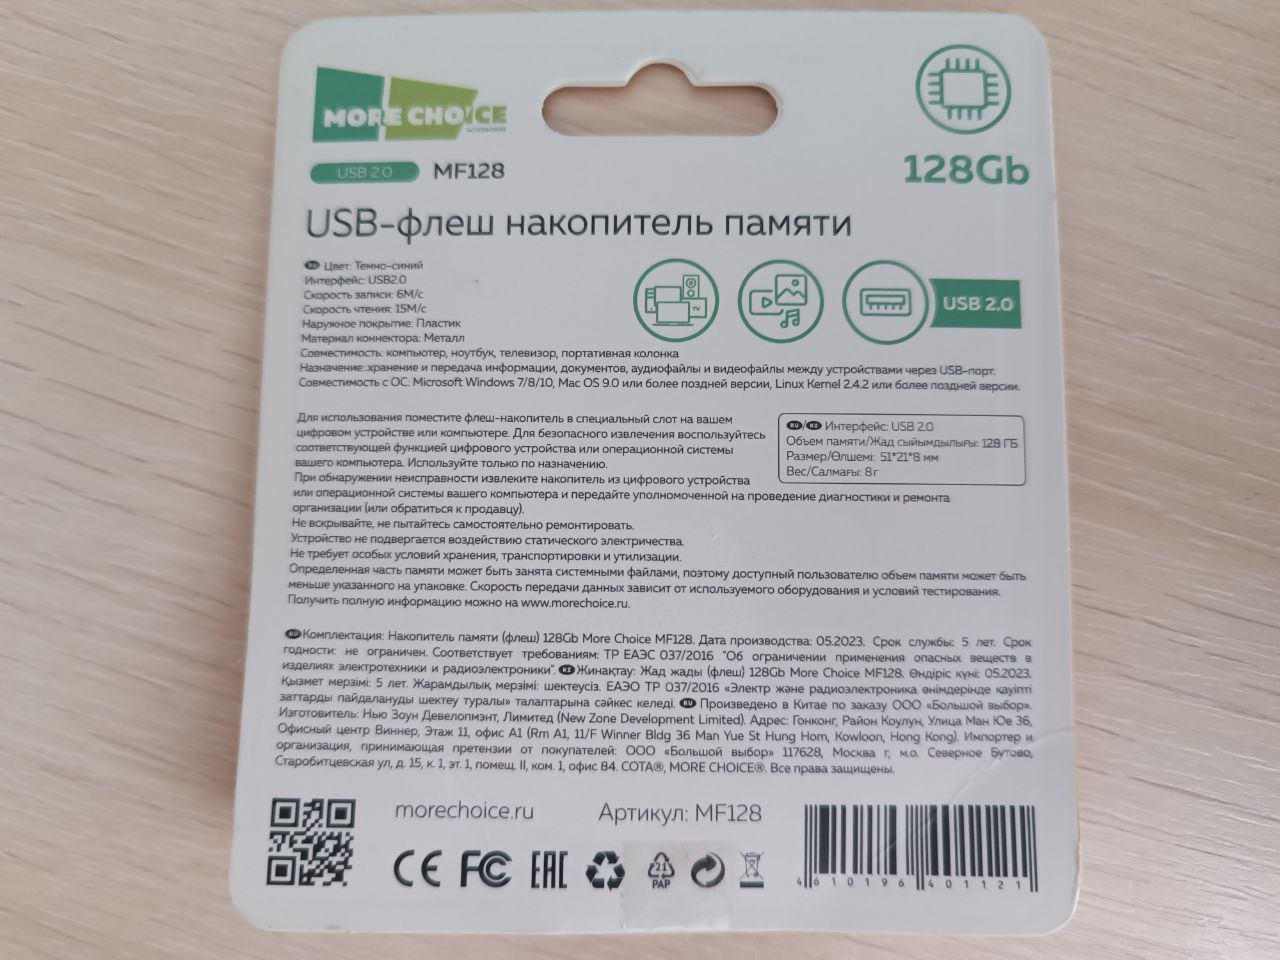 MORE CHOICE
ACCESSORIES
USB 2.0 MF128
128Gb
USB-флеш накопитель памяти
RU Цвет: Темно-синий
Интерфейс: USB2.0
Скорость записи: 6М/с
Скорость чтения: 15М/с
Наружное покрытие: Пластик
Материал коннектора: Металл
TV
USB 2.0
Совместимость: компьютер, ноутбук, телевизор, портативная колонка
Назначение: хранение и передача информации, документов, аудиофайлы и видеофайлы между устройствами через USB-порт.
Совместимость с ОС: Microsoft Windows 7/8/10, Mac OS 9.0 или более поздней версии, Linux Kernel 2.4.2 или более поздней версии.
Для использования поместите флеш-накопитель в специальный слот на вашем
цифровом устройстве или компьютере. Для безопасного извлечения воспользуйтесь
соответствующей функцией цифрового устройства или операционной системы
вашего компьютера. Используйте только по назначению.
При обнаружении неисправности извлеките накопитель из цифрового устройства
или операционной системы вашего компьютера и передайте уполномоченной на проведение диагностики и ремонта
организации (или обратиться к продавцу).
Не вскрывайте, не пытайтесь самостоятельно ремонтировать.
Устройство не подвергается воздействию статического электричества.
Не требует особых условий хранения, транспортировки и утилизации.
Определенная часть памяти может быть занята системными файлами, поэтому доступный пользователю объем памяти может быть
меньше указанного на упаковке. Скорость передачи данных зависит от используемого оборудования и условий тестирования.
Получить полную информацию можно на www.morechoice.ru.
RU/KZ Интерфейс: USB 2.0
Объем памяти/Жад сыйымдылығы: 128 ГБ
Размер/Өлшемі: 51*21*8 мм
Вес/Салмағы: 8 г
RU Комплектация: Накопитель памяти (флеш) 128Gb More Choice MF128. Дата производства: 05.2023. Срок службы: 5 лет. Срок
годности: не ограничен. Соответствует требованиям: ТР ЕАЭС 037/2016 "Об ограничении применения опасных веществ в
изделиях электротехники и радиоэлектроники". KZ Жинақтау: Жад жады (флеш) 128Gb More Choice MF128. Өндіріс күні: 05.2023.
Қызмет мерзімі: 5 лет. Жарамдылық мерзімі: шектеусіз. ЕАЭО ТР 037/2016 «Электр және радиоэлектроника өнімдерінде қауіпті
заттарды пайдалануды шектеу туралы» талаптарына сәйкес келеді. RU Произведено в Китае по заказу ООО «Большой выбор».
Изготовитель: Нью Зоун Девелопмэнт, Лимитед (New Zone Development Limited). Адрес: Гонконг, Район Коулун, Улица Ман Юе 36,
Офисный центр Виннер, Этаж 11, офис А1 (Rm A1, 11/F Winner Bldg 36 Man Yue St Hung Hom, Kowloon, Hong Kong). Импортер и
организация, принимающая претензии от покупателей: ООО «Большой выбор» 117628, Москва г, м.о. Северное Бутово,
Старобитцевская ул, д. 15, к. 1, эт. 1, помещ. II, ком. 1, офис 84. COTA®, MORE CHOICE®. Все права защищены.
morechoice.ru Артикул: MF128
CE FC EAC
21
PAP
4 610196 401121